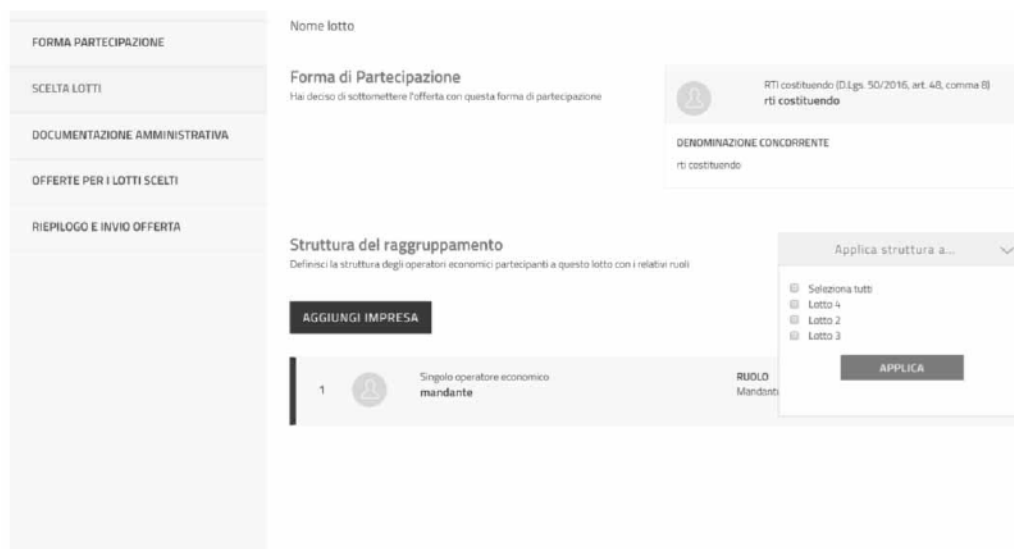 FORMA PARTECIPAZIONE
SCELTA LOTTI
DOCUMENTAZIONE AMMINISTRATIVA
OFFERTE PER I LOTTI SCELTI
RIEPILOGO E INVIO OFFERTA
Nome lotto
Forma di Partecipazione
Hai deciso di sottomettere l'offerta con questa forma di partecipazione
RTI costituendo (D.Lgs. 50/2016, art. 48, comma 8)
rti costituendo
DENOMINAZIONE CONCORRENTE
rti costituendo
Struttura del raggruppamento
Definisci la struttura degli operatori economici partecipanti a questo lotto con i relativi ruoli
Applica struttura a...
Seleziona tutti
Lotto 4
Lotto 2
Lotto 3
APPLICA
AGGIUNGI IMPRESA
1
Singolo operatore economico
mandante
RUOLO
Mandant